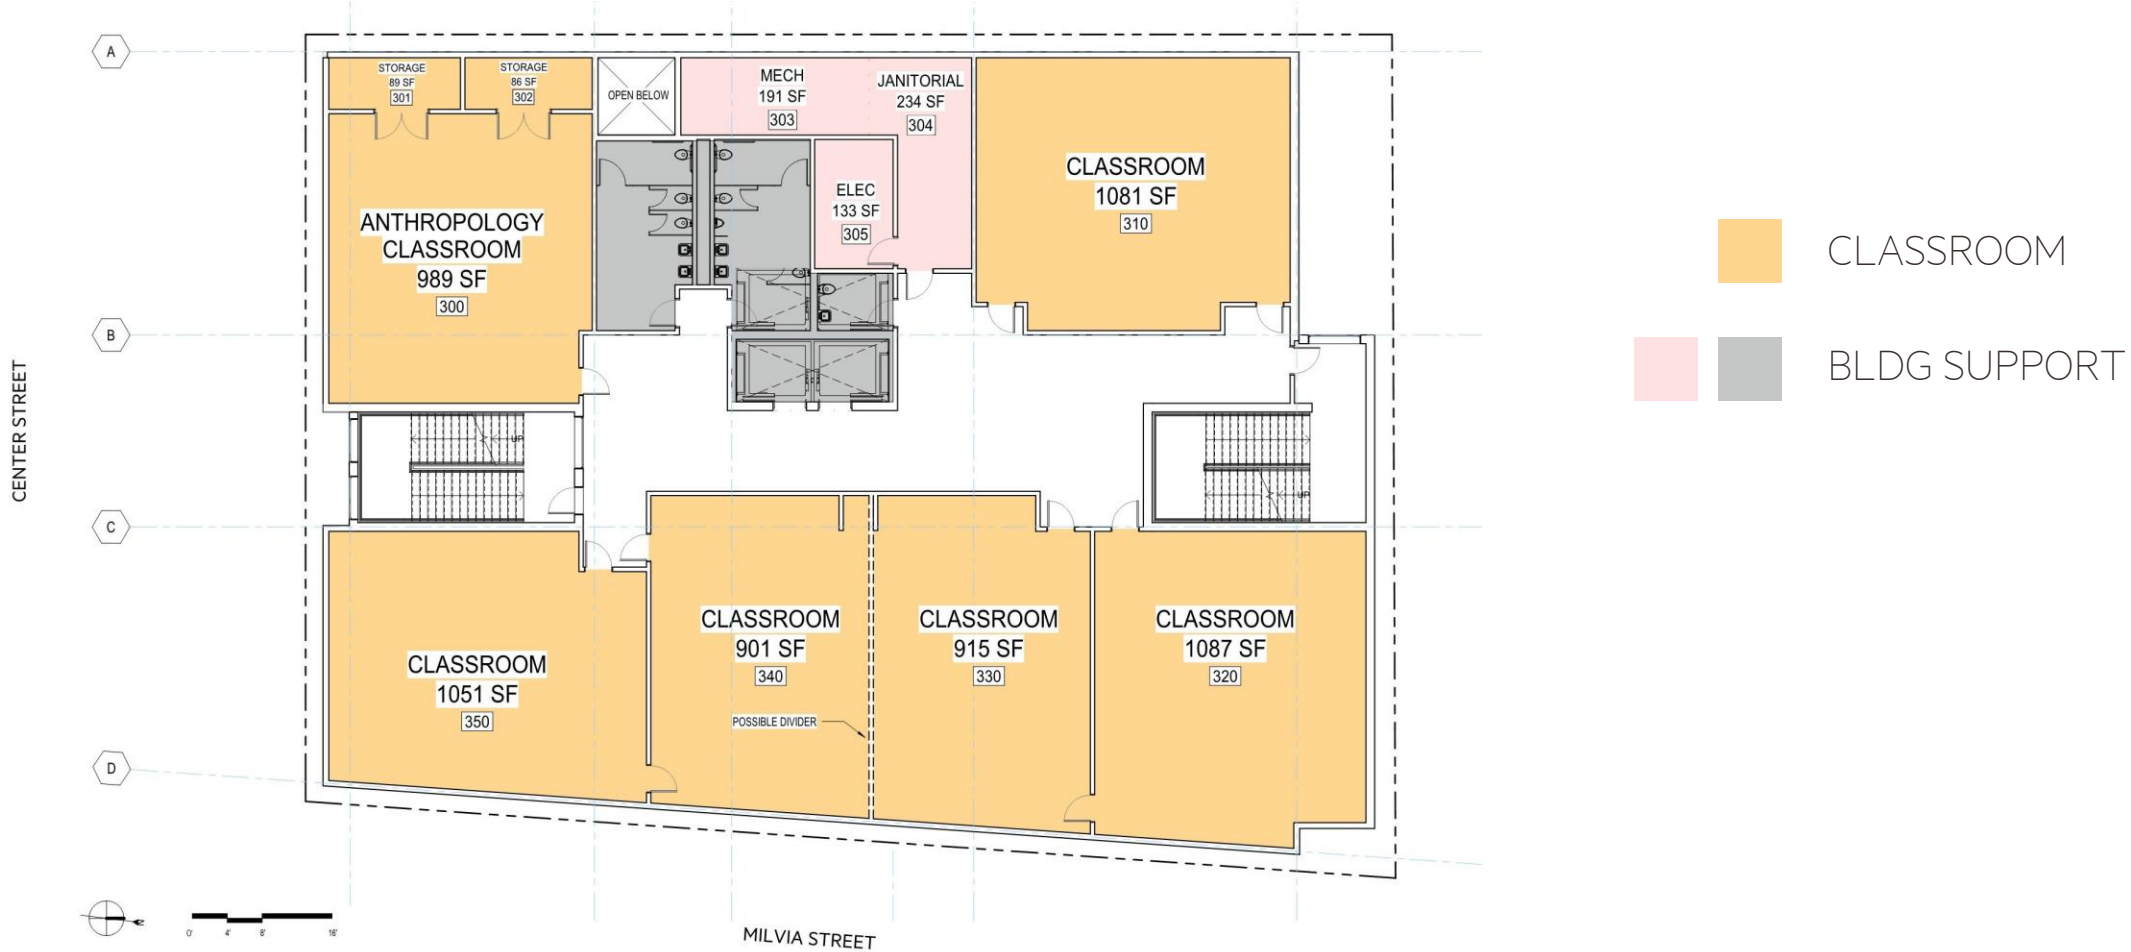 A
STORAGE
89 SF
301
STORAGE
86 SF
302
OPEN BELOW
MECH
191 SF
303
JANITORIAL
234 SF
304
CLASSROOM
1081 SF
310
ELEC
133 SF
305
ANTHROPOLOGY
CLASSROOM
989 SF
300
CLASSROOM
BLDG SUPPORT
B
CENTER STREET
UP
UP
C
CLASSROOM
901 SF
340
CLASSROOM
915 SF
330
CLASSROOM
1087 SF
320
CLASSROOM
1051 SF
350
POSSIBLE DIVIDER
D
0' 4' 8' 16'
MILVIA STREET